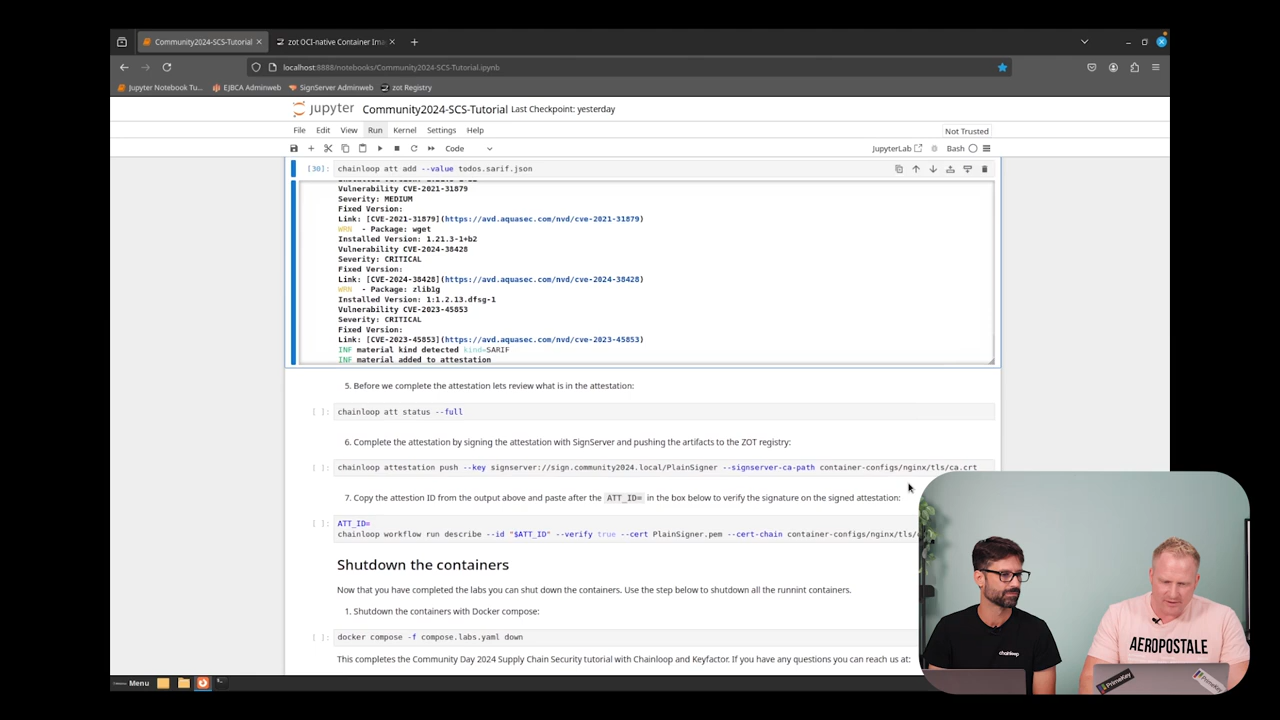 Community2024-SCS-Tutorial
zot OCI-native Container Ima
localhost:8888/notebooks/Community2024-SCS-Tutorial.ipynb
Jupyter Notebook Tu...
EJBCA Adminweb
SignServer Adminweb
zot Registry
jupyter
Community2024-SCS-Tutorial Last Checkpoint: yesterday
File Edit View Run Kernel Settings Help
Not Trusted
Code
JupyterLab
Bash
[30]: chainloop att add --value todos.sarif.json
Vulnerability CVE-2021-31879
Severity: MEDIUM
Fixed Version:
Link: [CVE-2021-31879](https://avd.aquasec.com/nvd/cve-2021-31879)
WRN - Package: wget
Installed Version: 1.21.3-1+b2
Vulnerability CVE-2024-38428
Severity: CRITICAL
Fixed Version:
Link: [CVE-2024-38428](https://avd.aquasec.com/nvd/cve-2024-38428)
WRN - Package: zlib1g
Installed Version: 1:1.2.13.dfsg-1
Vulnerability CVE-2023-45853
Severity: CRITICAL
Fixed Version:
Link: [CVE-2023-45853](https://avd.aquasec.com/nvd/cve-2023-45853)
INF material kind detected kind=SARIF
INF material added to attestation
5. Before we complete the attestation lets review what is in the attestation:
[ ]: chainloop att status --full
6. Complete the attestation by signing the attestation with SignServer and pushing the artifacts to the ZOT registry:
[ ]: chainloop attestation push --key signserver://sign.community2024.local/PlainSigner --signserver-ca-path container-configs/nginx/tls/ca.crt
7. Copy the attestion ID from the output above and paste after the ATT_ID= in the box below to verify the signature on the signed attestation:
[ ]: ATT_ID=
chainloop workflow run describe --id "$ATT_ID" --verify true --cert PlainSigner.pem --cert-chain container-configs/nginx/tls/
Shutdown the containers
Now that you have completed the labs you can shut down the containers. Use the step below to shutdown all the runnint containers.
1. Shutdown the containers with Docker compose:
[ ]: docker compose -f compose.labs.yaml down
This completes the Community Day 2024 Supply Chain Security tutorial with Chainloop and Keyfactor. If you have any questions you can reach us at:
Menu
chainloop
AEROPOSTALE
PrimeKey
PrimeKey